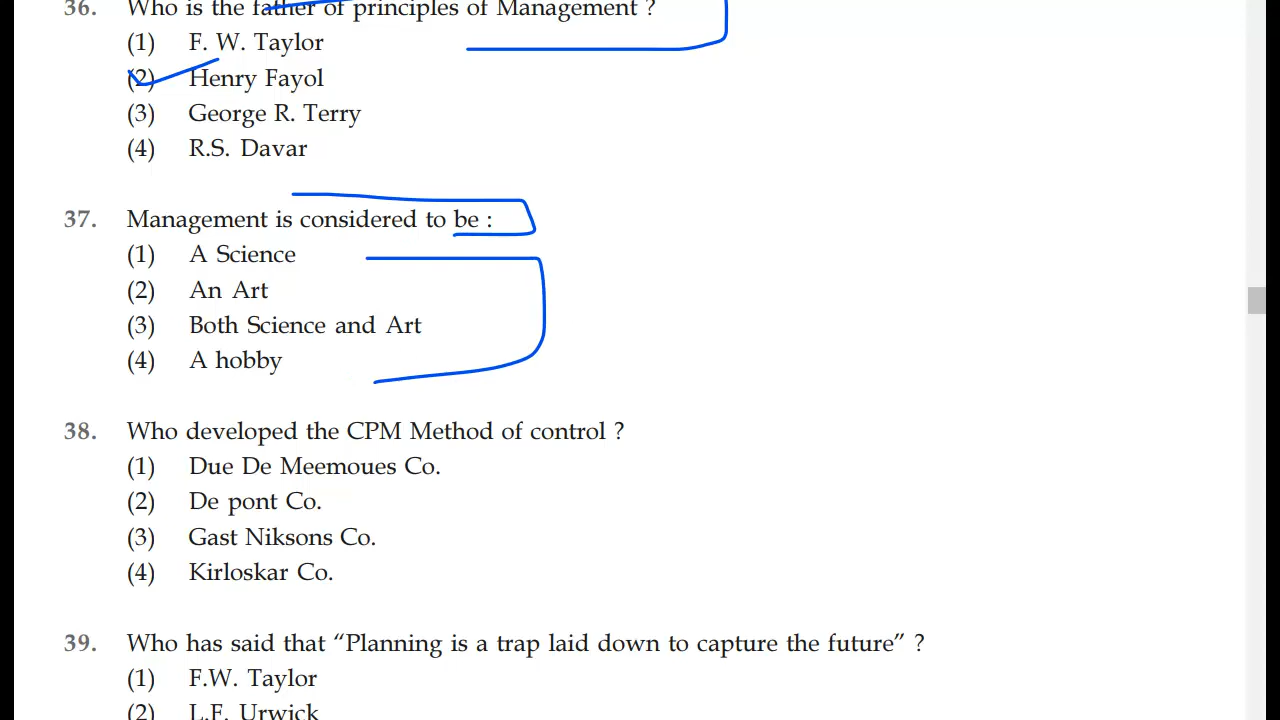 36. Who is the father of principles of Management ?
(1) F. W. Taylor
(2) Henry Fayol
(3) George R. Terry
(4) R.S. Davar
37. Management is considered to be :
(1) A Science
(2) An Art
(3) Both Science and Art
(4) A hobby
38. Who developed the CPM Method of control ?
(1) Due De Meemoues Co.
(2) De pont Co.
(3) Gast Niksons Co.
(4) Kirloskar Co.
39. Who has said that “Planning is a trap laid down to capture the future” ?
(1) F.W. Taylor
(2) L.F. Urwick